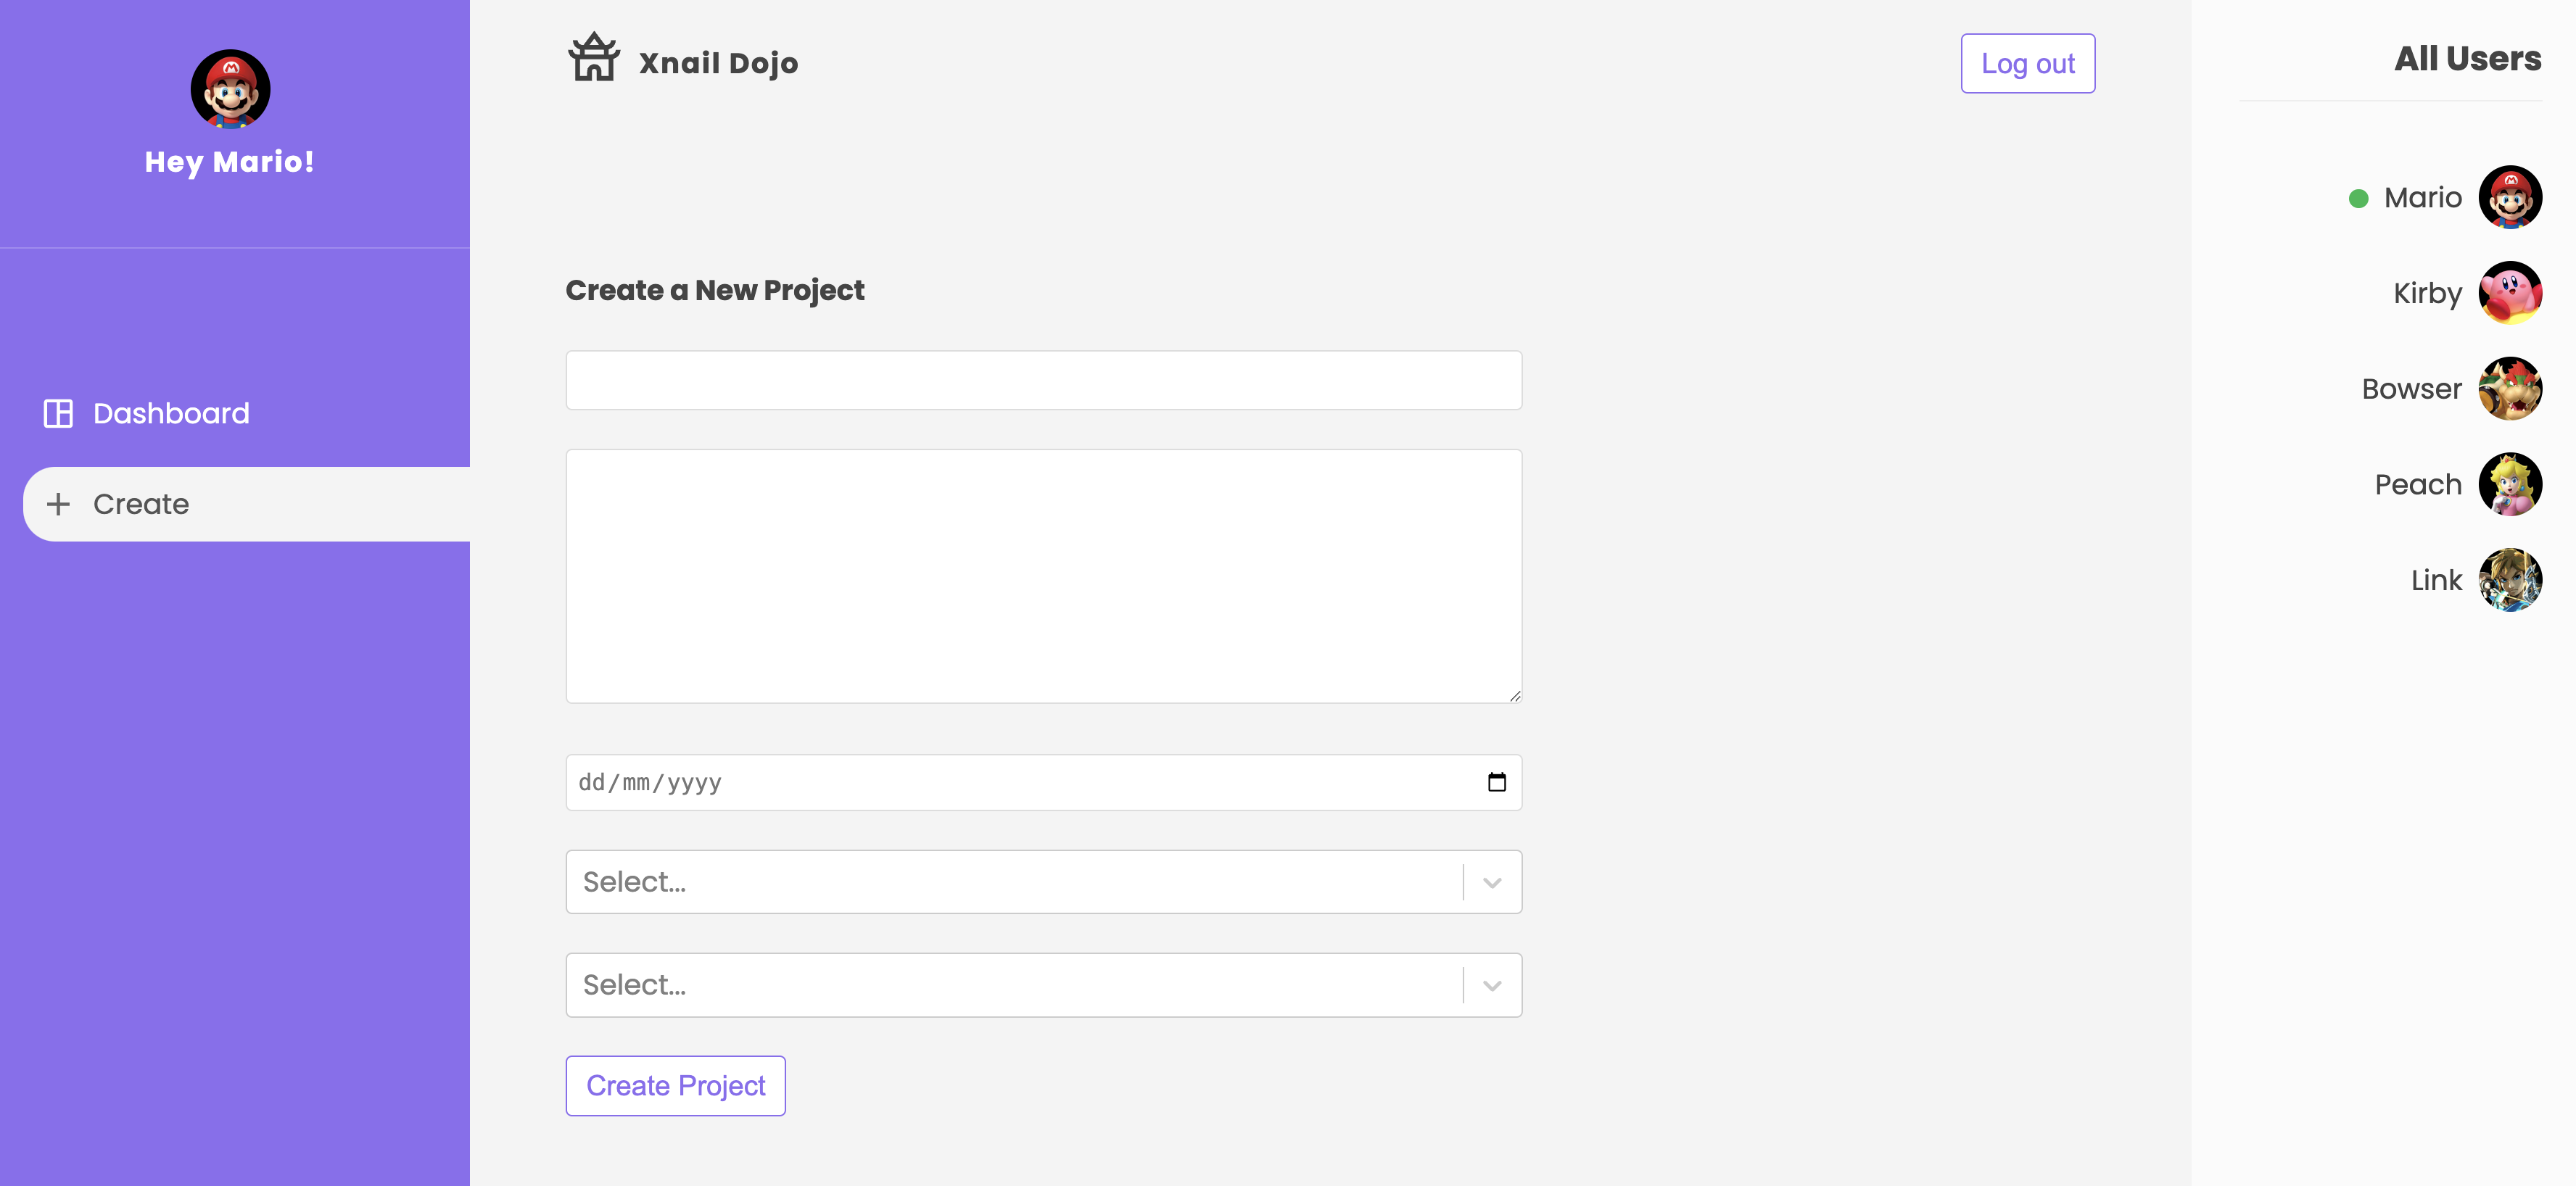 Hey Mario!
Dashboard
Create
Xnail Dojo
Log out
Create a New Project
dd/mm/yyyy
Select...
Select...
Create Project
All Users
Mario
Kirby
Bowser
Peach
Link